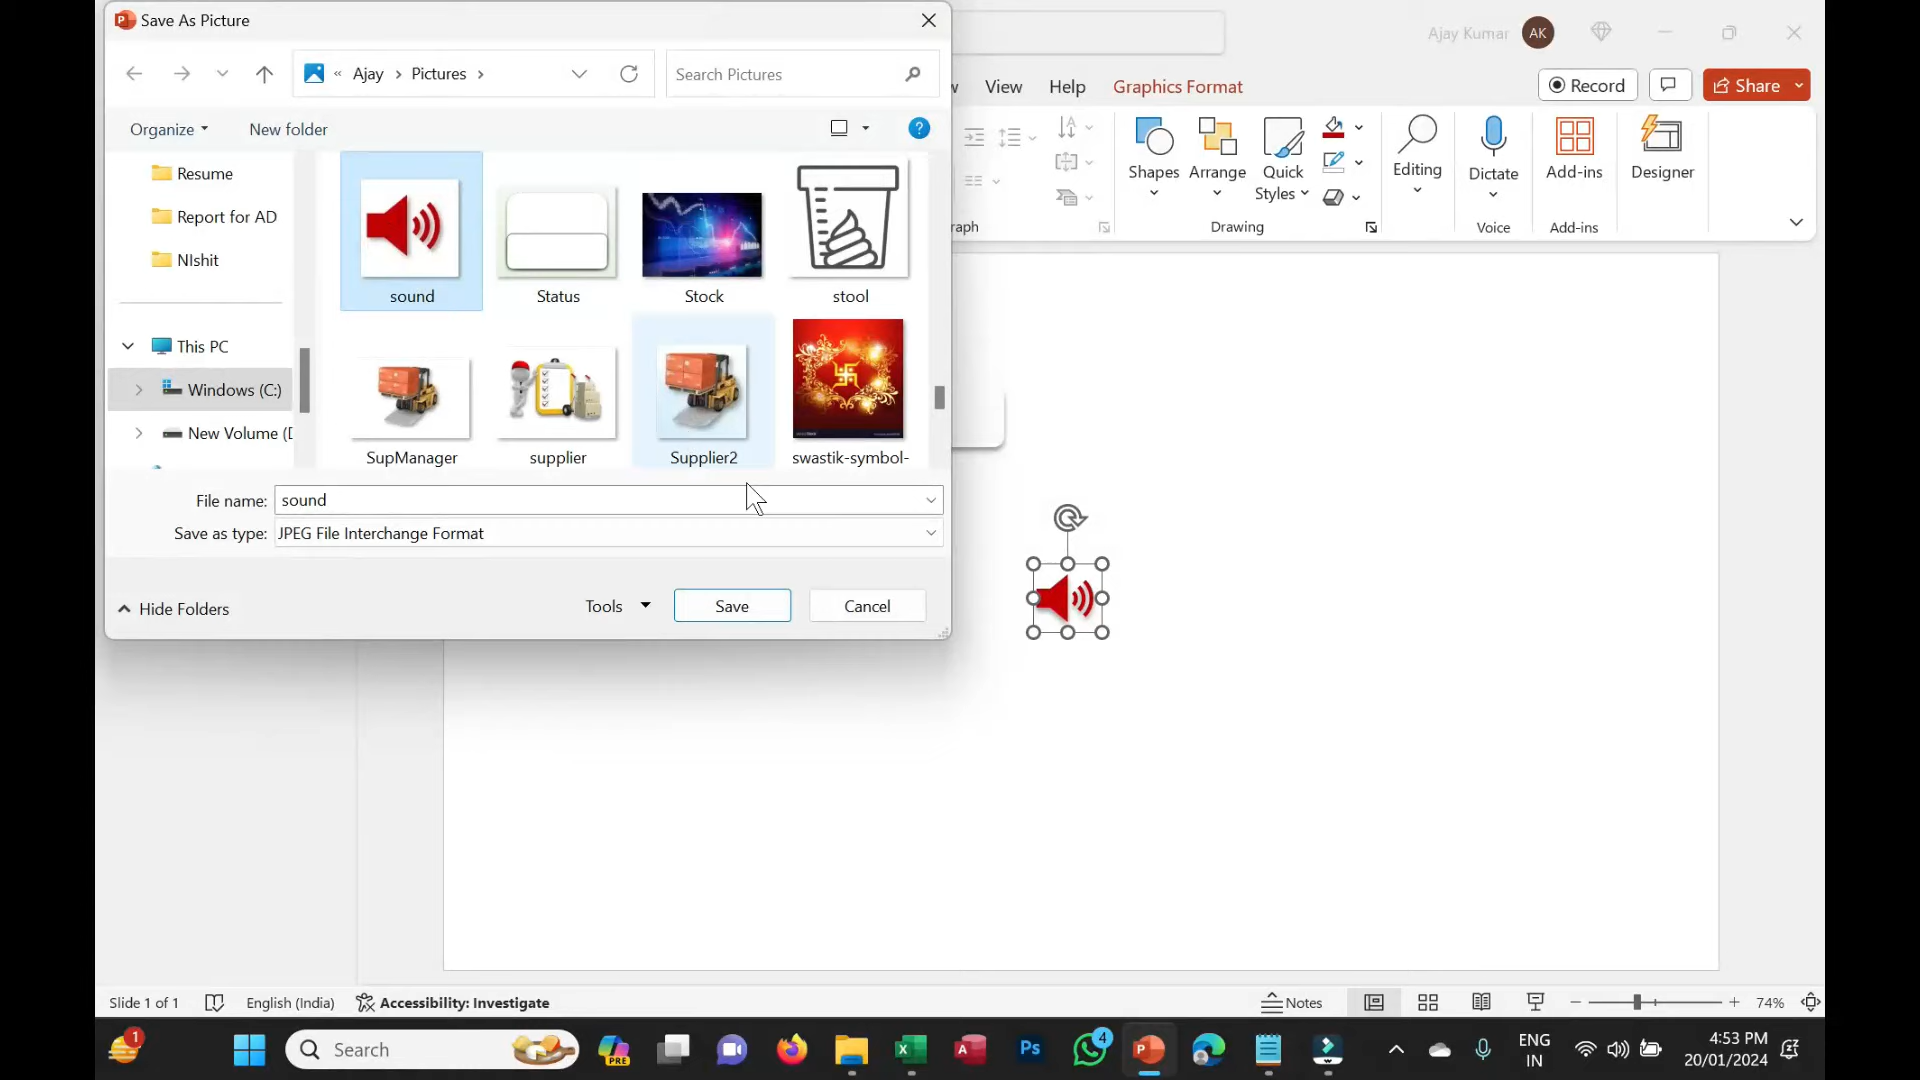 Save As Picture
Ajay Kumar
AK
« Ajay > Pictures >
Search Pictures
View
Help
Graphics Format
Record
Share
Organize
New folder
Resume
Report for AD
NIshit
This PC
Windows (C:)
New Volume (
sound
Status
Stock
stool
SupManager
supplier
Supplier2
swastik-symbol-
File name:
sound
Save as type:
JPEG File Interchange Format
Hide Folders
Tools
Save
Cancel
Shapes
Arrange
Quick
Styles
Editing
Dictate
Add-ins
Designer
raph
Drawing
Voice
Add-ins
Slide 1 of 1
English (India)
Accessibility: Investigate
Notes
74%
1
Search
PRE
A
Ps
4
P
ENG
IN
4:53 PM
20/01/2024